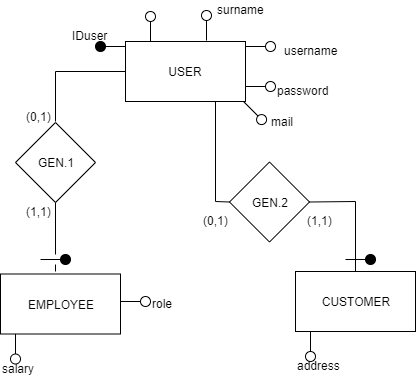 surname
IDuser
username
USER
password
mail
(0,1)
GEN.1
(1,1)
GEN.2
(0,1)
(1,1)
EMPLOYEE
role
CUSTOMER
salary
address